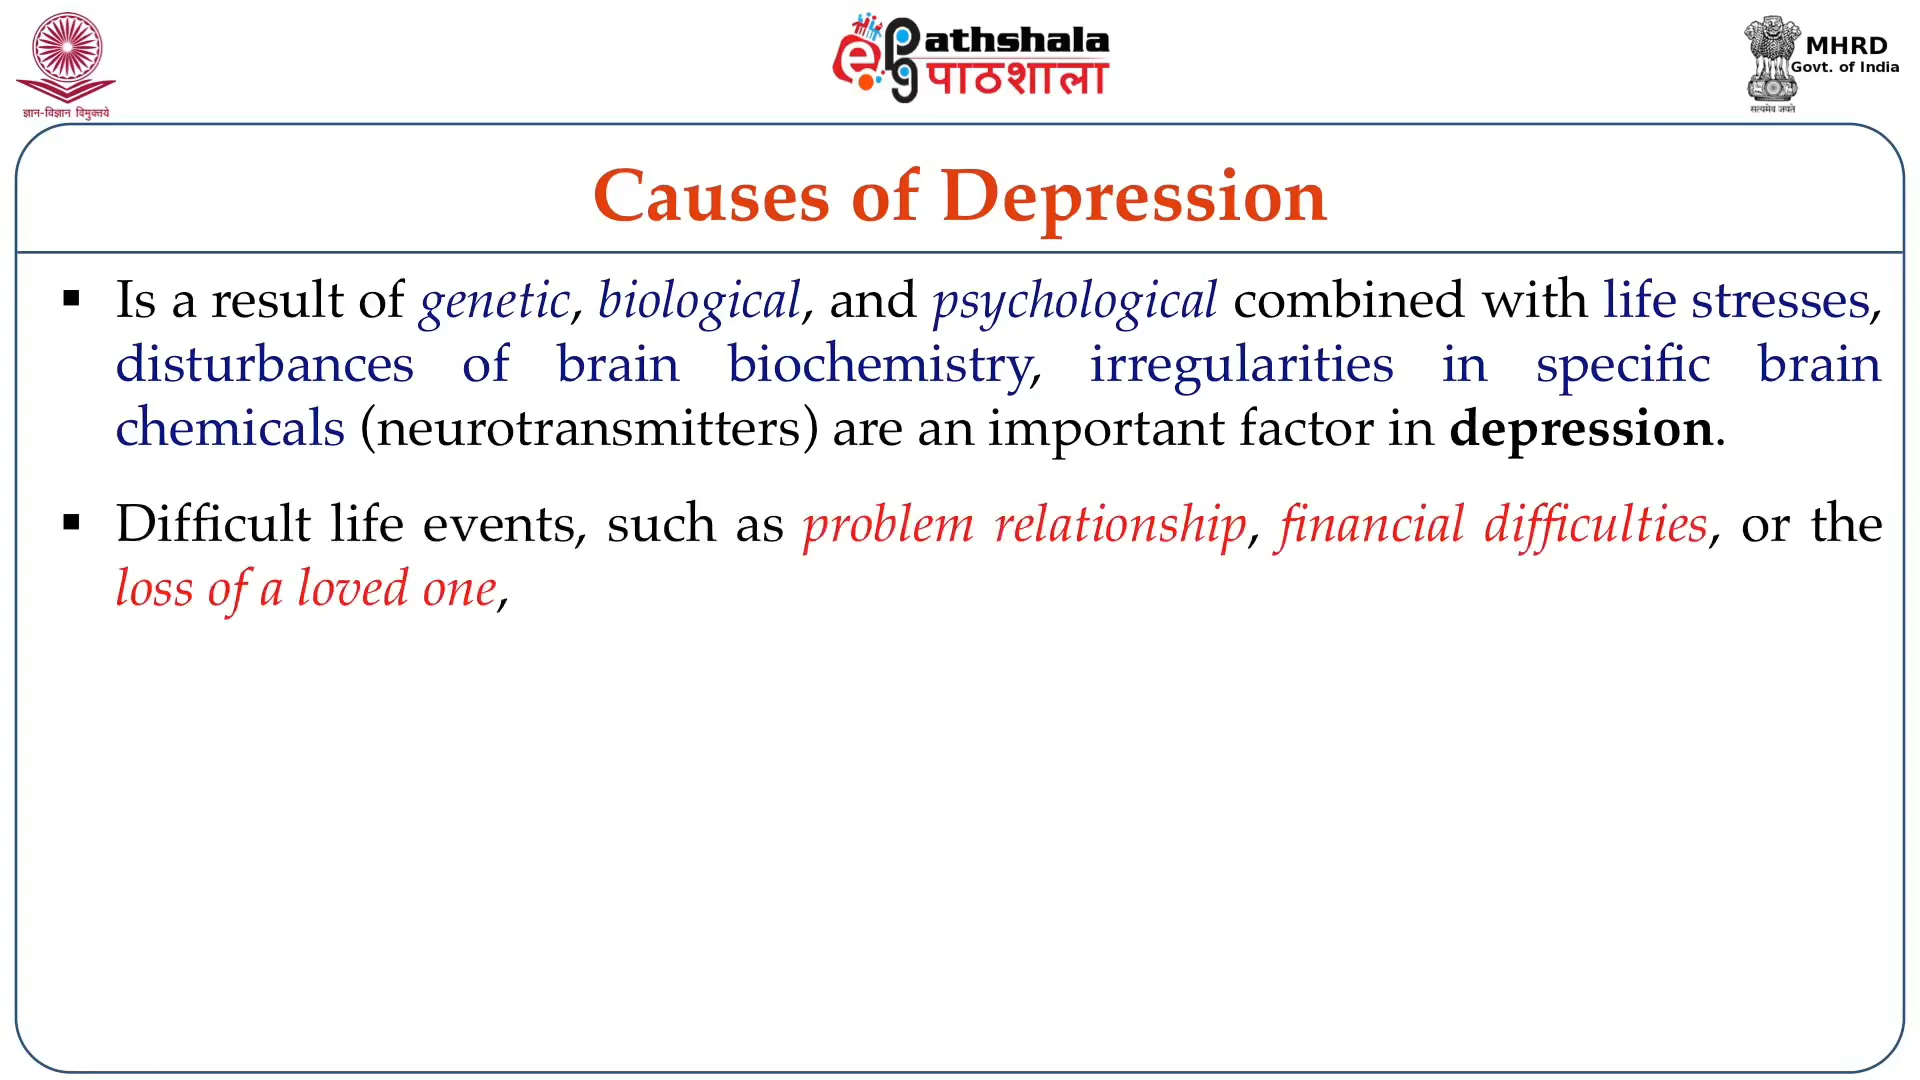 ज्ञान-विज्ञान विमुक्तये
ePg Pathshala
पाठशाला
MHRD
Govt. of India
सत्यमेव जयते
Causes of Depression
▪ Is a result of genetic, biological, and psychological combined with life stresses,
disturbances of brain biochemistry, irregularities in specific brain
chemicals (neurotransmitters) are an important factor in depression.
▪ Difficult life events, such as problem relationship, financial difficulties, or the
loss of a loved one,